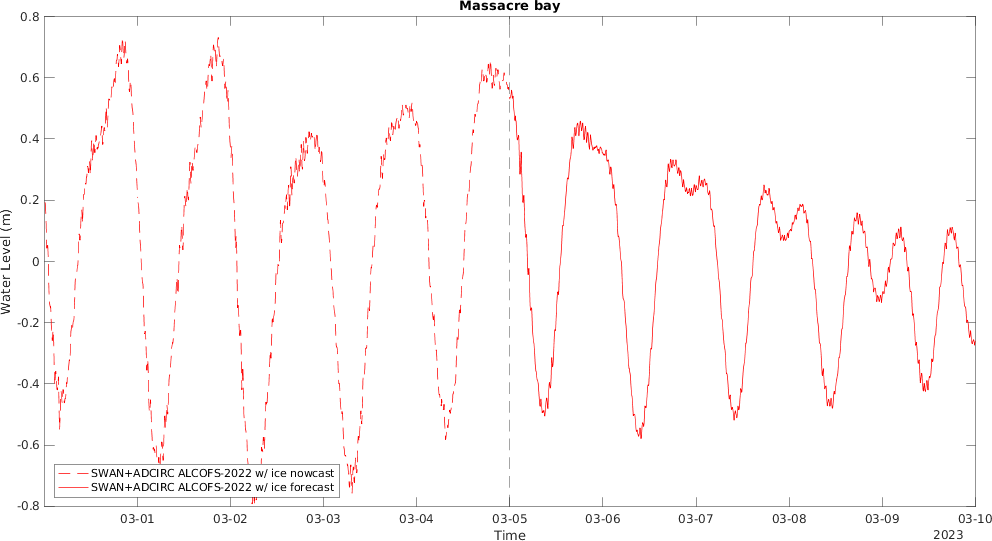 Massacre bay
0.8
0.6
0.4
0.2
0
-0.2
-0.4
-0.6
-0.8
Water Level (m)
SWAN+ADCIRC ALCOFS-2022 w/ ice nowcast
SWAN+ADCIRC ALCOFS-2022 w/ ice forecast
03-01 03-02 03-03 03-04 03-05 03-06 03-07 03-08 03-09 03-10
Time
2023